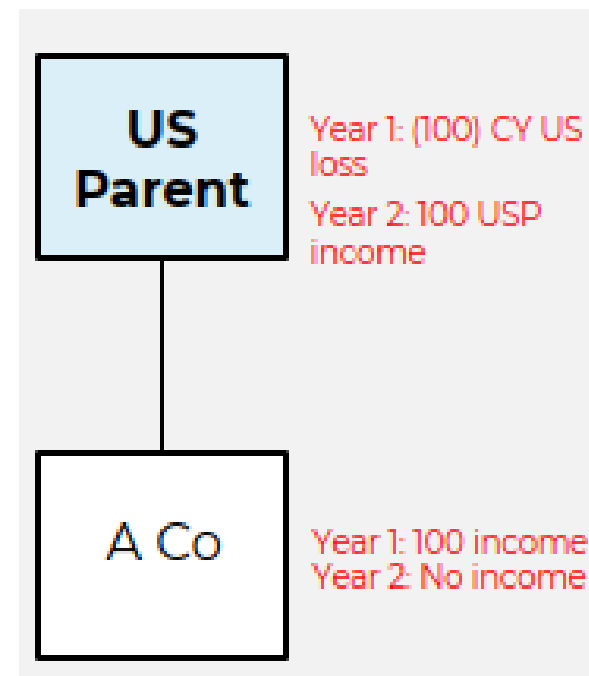 US
Parent
Year 1: (100) CY US
loss
Year 2: 100 USP
income
A Co
Year 1: 100 income
Year 2: No income